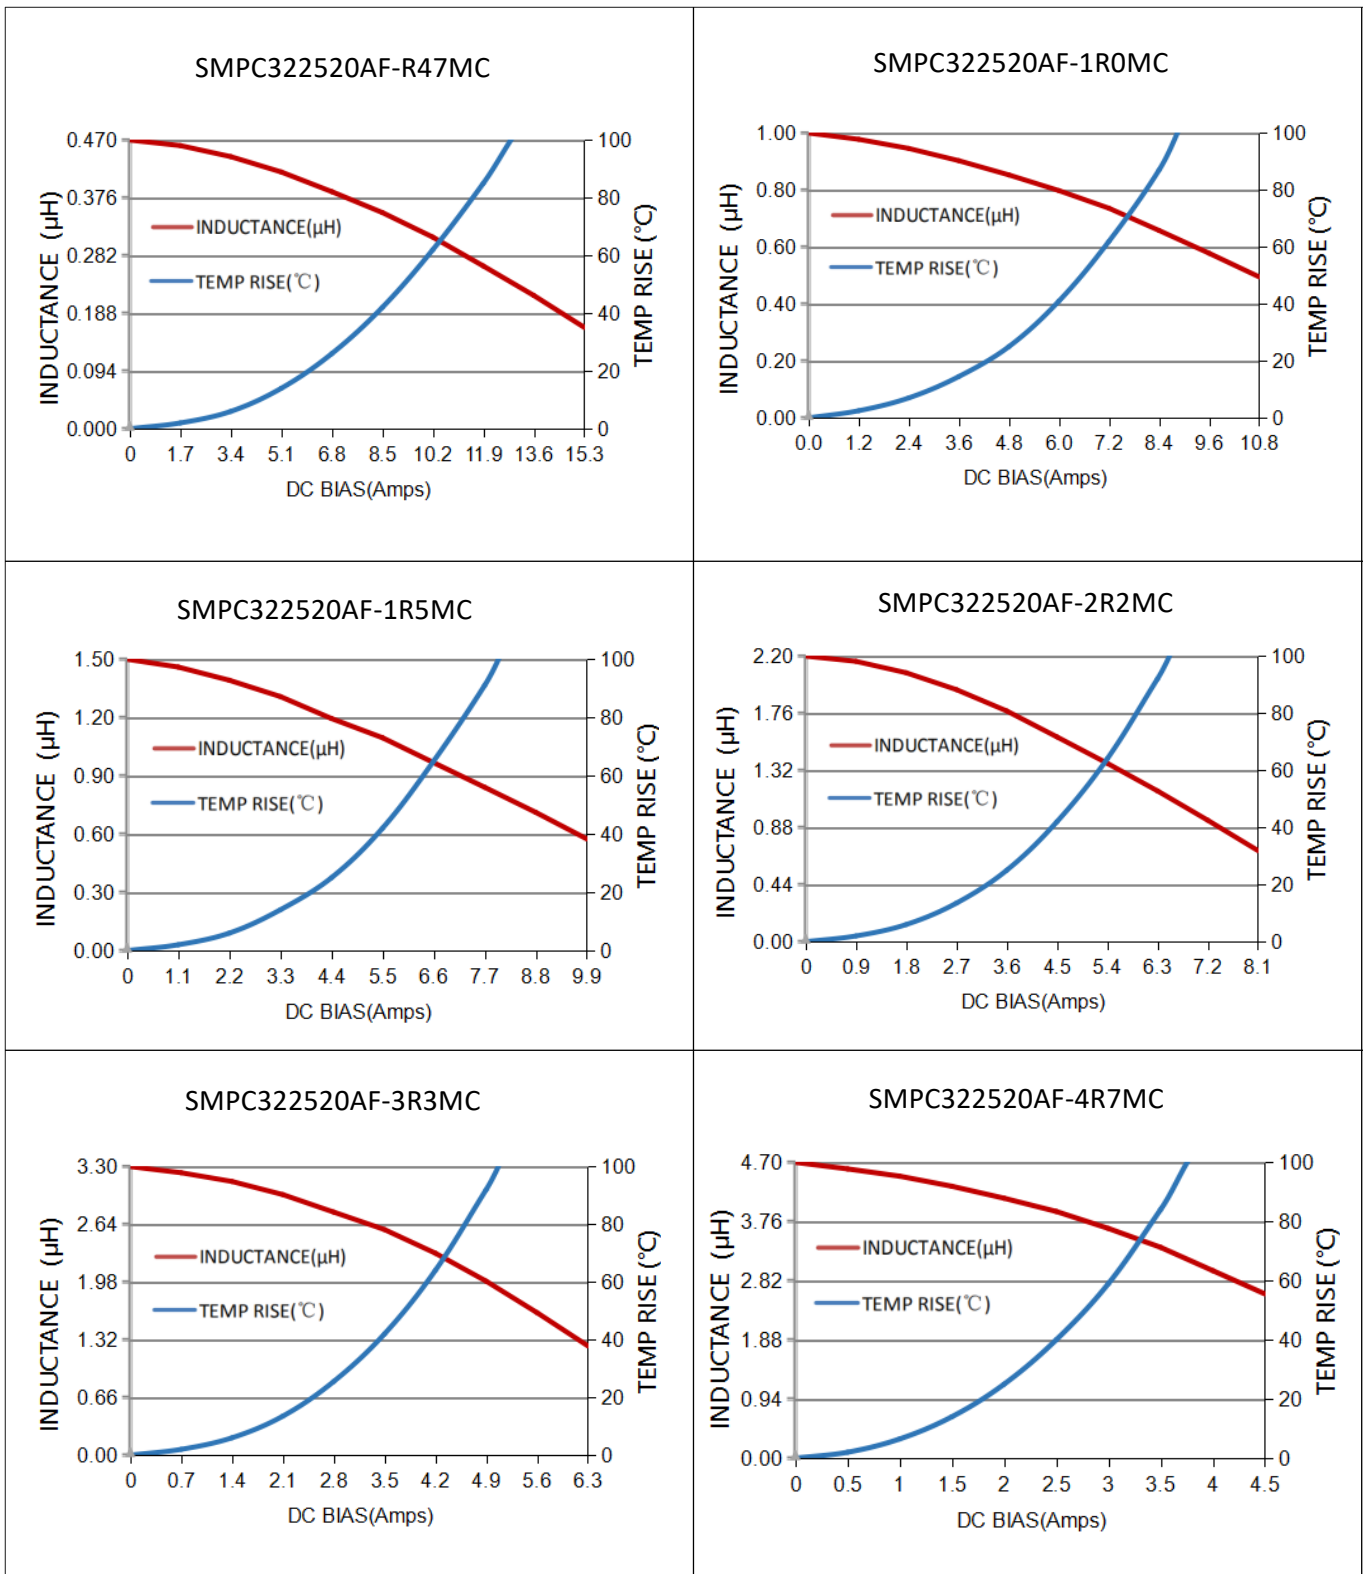 SMPC322520AF-R47MC
INDUCTANCE (μH)
0.470
0.376
0.282
0.188
0.094
0.000
INDUCTANCE(μH)
TEMP RISE(℃)
100
80
60
40
20
0
TEMP RISE (℃)
0 1.7 3.4 5.1 6.8 8.5 10.2 11.9 13.6 15.3
DC BIAS(Amps)
SMPC322520AF-1R0MC
INDUCTANCE (μH)
1.00
0.80
0.60
0.40
0.20
0.00
INDUCTANCE(μH)
TEMP RISE(℃)
100
80
60
40
20
0
TEMP RISE (℃)
0.0 1.2 2.4 3.6 4.8 6.0 7.2 8.4 9.6 10.8
DC BIAS(Amps)
SMPC322520AF-1R5MC
INDUCTANCE (μH)
1.50
1.20
0.90
0.60
0.30
0.00
INDUCTANCE(μH)
TEMP RISE(℃)
100
80
60
40
20
0
TEMP RISE (℃)
0 1.1 2.2 3.3 4.4 5.5 6.6 7.7 8.8 9.9
DC BIAS(Amps)
SMPC322520AF-2R2MC
INDUCTANCE (μH)
2.20
1.76
1.32
0.88
0.44
0.00
INDUCTANCE(μH)
TEMP RISE(℃)
100
80
60
40
20
0
TEMP RISE (℃)
0 0.9 1.8 2.7 3.6 4.5 5.4 6.3 7.2 8.1
DC BIAS(Amps)
SMPC322520AF-3R3MC
INDUCTANCE (μH)
3.30
2.64
1.98
1.32
0.66
0.00
INDUCTANCE(μH)
TEMP RISE(℃)
100
80
60
40
20
0
TEMP RISE (℃)
0 0.7 1.4 2.1 2.8 3.5 4.2 4.9 5.6 6.3
DC BIAS(Amps)
SMPC322520AF-4R7MC
INDUCTANCE (μH)
4.70
3.76
2.82
1.88
0.94
0.00
INDUCTANCE(μH)
TEMP RISE(℃)
100
80
60
40
20
0
TEMP RISE (℃)
0 0.5 1 1.5 2 2.5 3 3.5 4 4.5
DC BIAS(Amps)